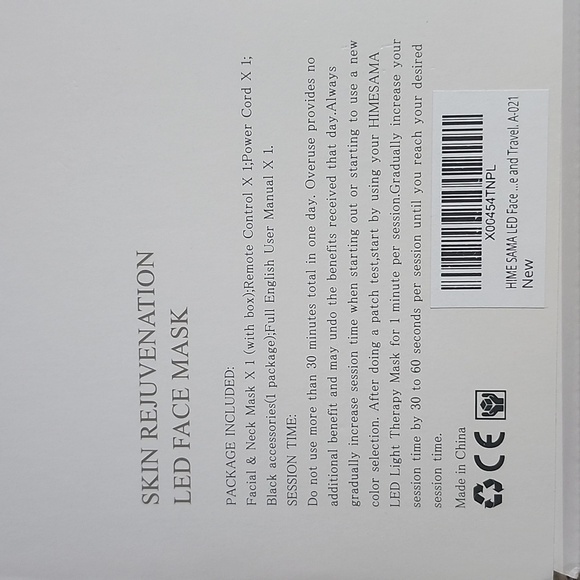 SKIN REJUVENATION
LED FACE MASK
PACKAGE INCLUDED:
Facial & Neck Mask X 1 (with box);Remote Control X 1;Power Cord X 1;
Black accessories(1 package);Full English User Manual X 1.
SESSION TIME:
Do not use more than 30 minutes total in one day. Overuse provides no
additional benefit and may undo the benefits received that day.Always
gradually increase session time when starting out or starting to use a new
color selection. After doing a patch test,start by using your HIMESAMA
LED Light Therapy Mask for 1 minute per session.Gradually increase your
session time by 30 to 60 seconds per session until you reach your desired
session time.
Made in China
CE
X00454TNPL
HIME SAMA LED Face ...e and Travel, A-021
New